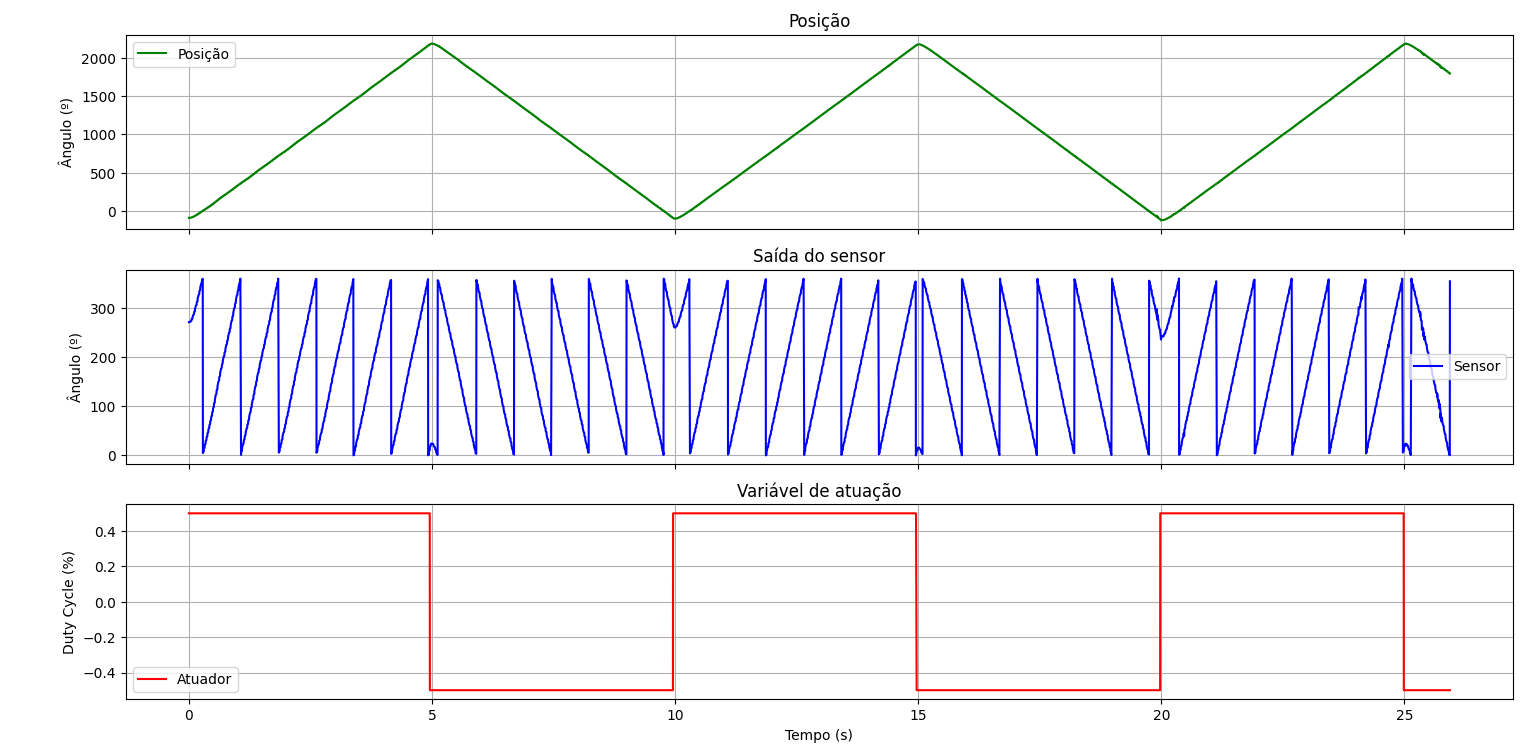 Posição
Posição
2000
1500
1000
500
0
Ângulo (º)
Saída do sensor
300
200
100
0
Ângulo (º)
Sensor
Variável de atuação
0.4
0.2
0.0
−0.2
−0.4
Duty Cycle (%)
Atuador
0 5 10 15 20 25
Tempo (s)